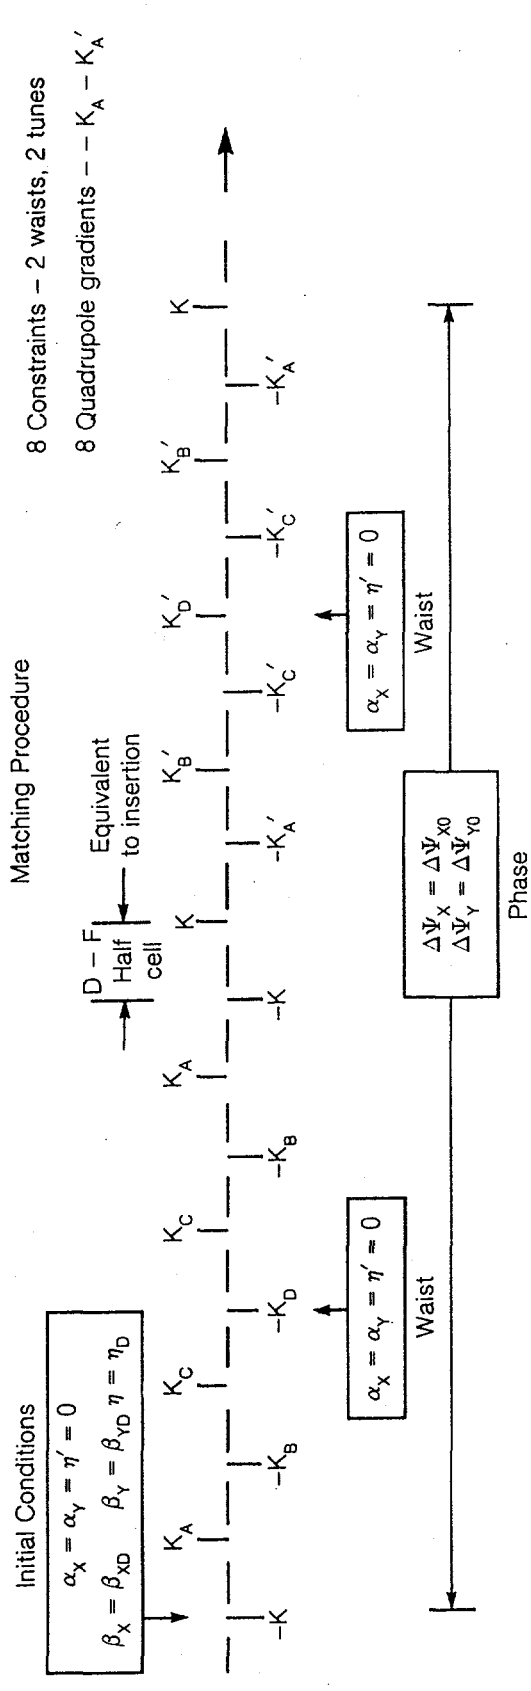 Matching Procedure
8 Constraints – 2 waists, 2 tunes
8 Quadrupole gradients – – K_A – K_A′
Initial Conditions
α_X = α_Y = η′ = 0
β_X = β_XD β_Y = β_YD η = η_D
D – F
Half
cell
Equivalent
to insertion
–K
K_A
–K_B
K_C
–K_D
K_C
–K_B
K_A
–K
K
–K_A′
K_B′
–K_C′
K_D′
–K_C′
K_B′
–K_A′
K
α_X = α_Y = η′ = 0
Waist
α_X = α_Y = η′ = 0
Waist
ΔΨ_X = ΔΨ_X0
ΔΨ_Y = ΔΨ_Y0
Phase